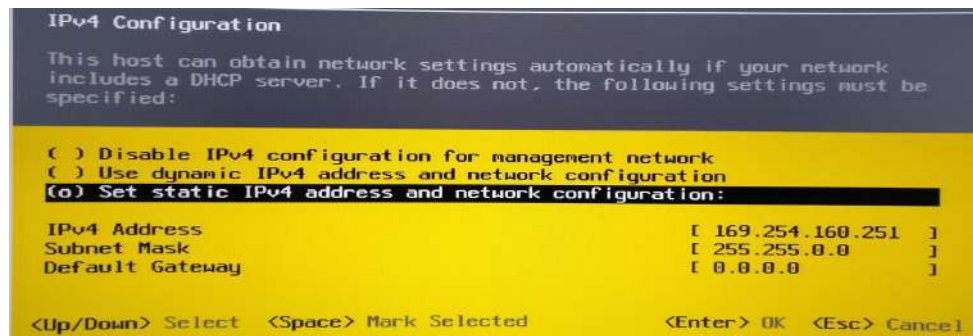 IPv4 Configuration
This host can obtain network settings automatically if your network
includes a DHCP server. If it does not, the following settings must be
specified:
( ) Disable IPv4 configuration for management network
( ) Use dynamic IPv4 address and network configuration
(o) Set static IPv4 address and network configuration:
IPv4 Address [ 169.254.160.251 ]
Subnet Mask [ 255.255.0.0 ]
Default Gateway [ 0.0.0.0 ]
<Up/Down> Select <Space> Mark Selected <Enter> OK <Esc> Cancel